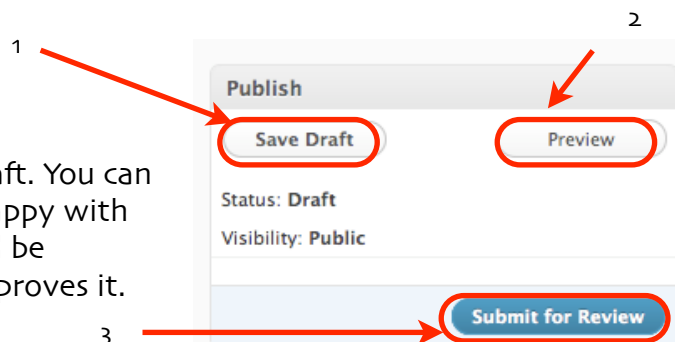 2
1
Publish
Save Draft Preview
aft. You can
Status: Draft
appy with
Visibility: Public
be
proves it.
Submit for Review
3